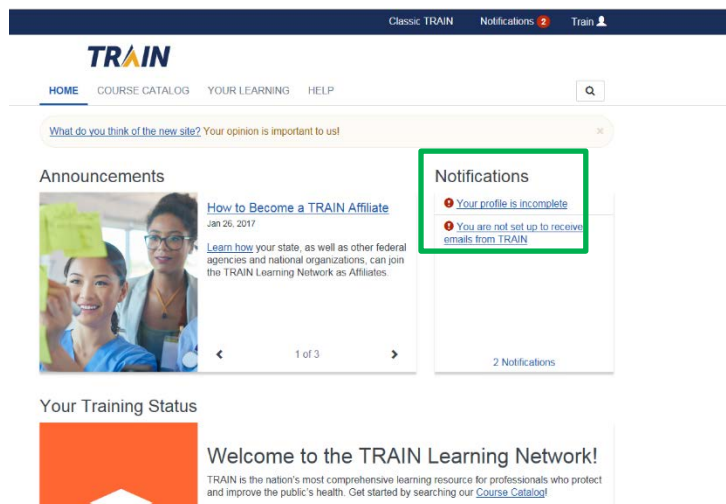 Classic TRAIN Notifications 2 Train
TRAIN
HOME COURSE CATALOG YOUR LEARNING HELP
What do you think of the new site? Your opinion is important to us! ×
Announcements
How to Become a TRAIN Affiliate
Jan 26, 2017
Learn how your state, as well as other federal
agencies and national organizations, can join
the TRAIN Learning Network as Affiliates.
1 of 3
Notifications
Your profile is incomplete
You are not set up to receive
emails from TRAIN
2 Notifications
Your Training Status
Welcome to the TRAIN Learning Network!
TRAIN is the nation's most comprehensive learning resource for professionals who protect
and improve the public's health. Get started by searching our Course Catalog!